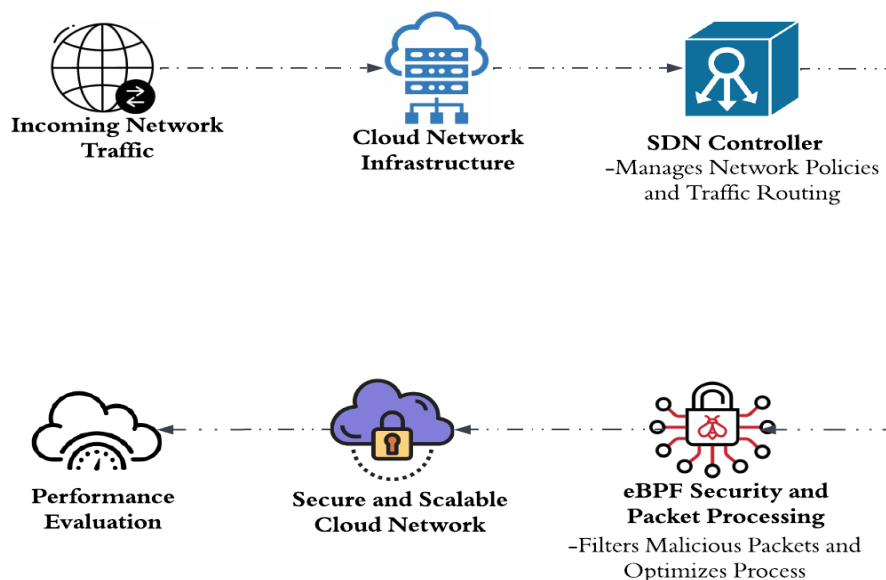 Incoming Network
Traffic
Cloud Network
Infrastructure
SDN Controller
-Manages Network Policies
and Traffic Routing
Performance
Evaluation
Secure and Scalable
Cloud Network
eBPF Security and
Packet Processing
-Filters Malicious Packets and
Optimizes Process